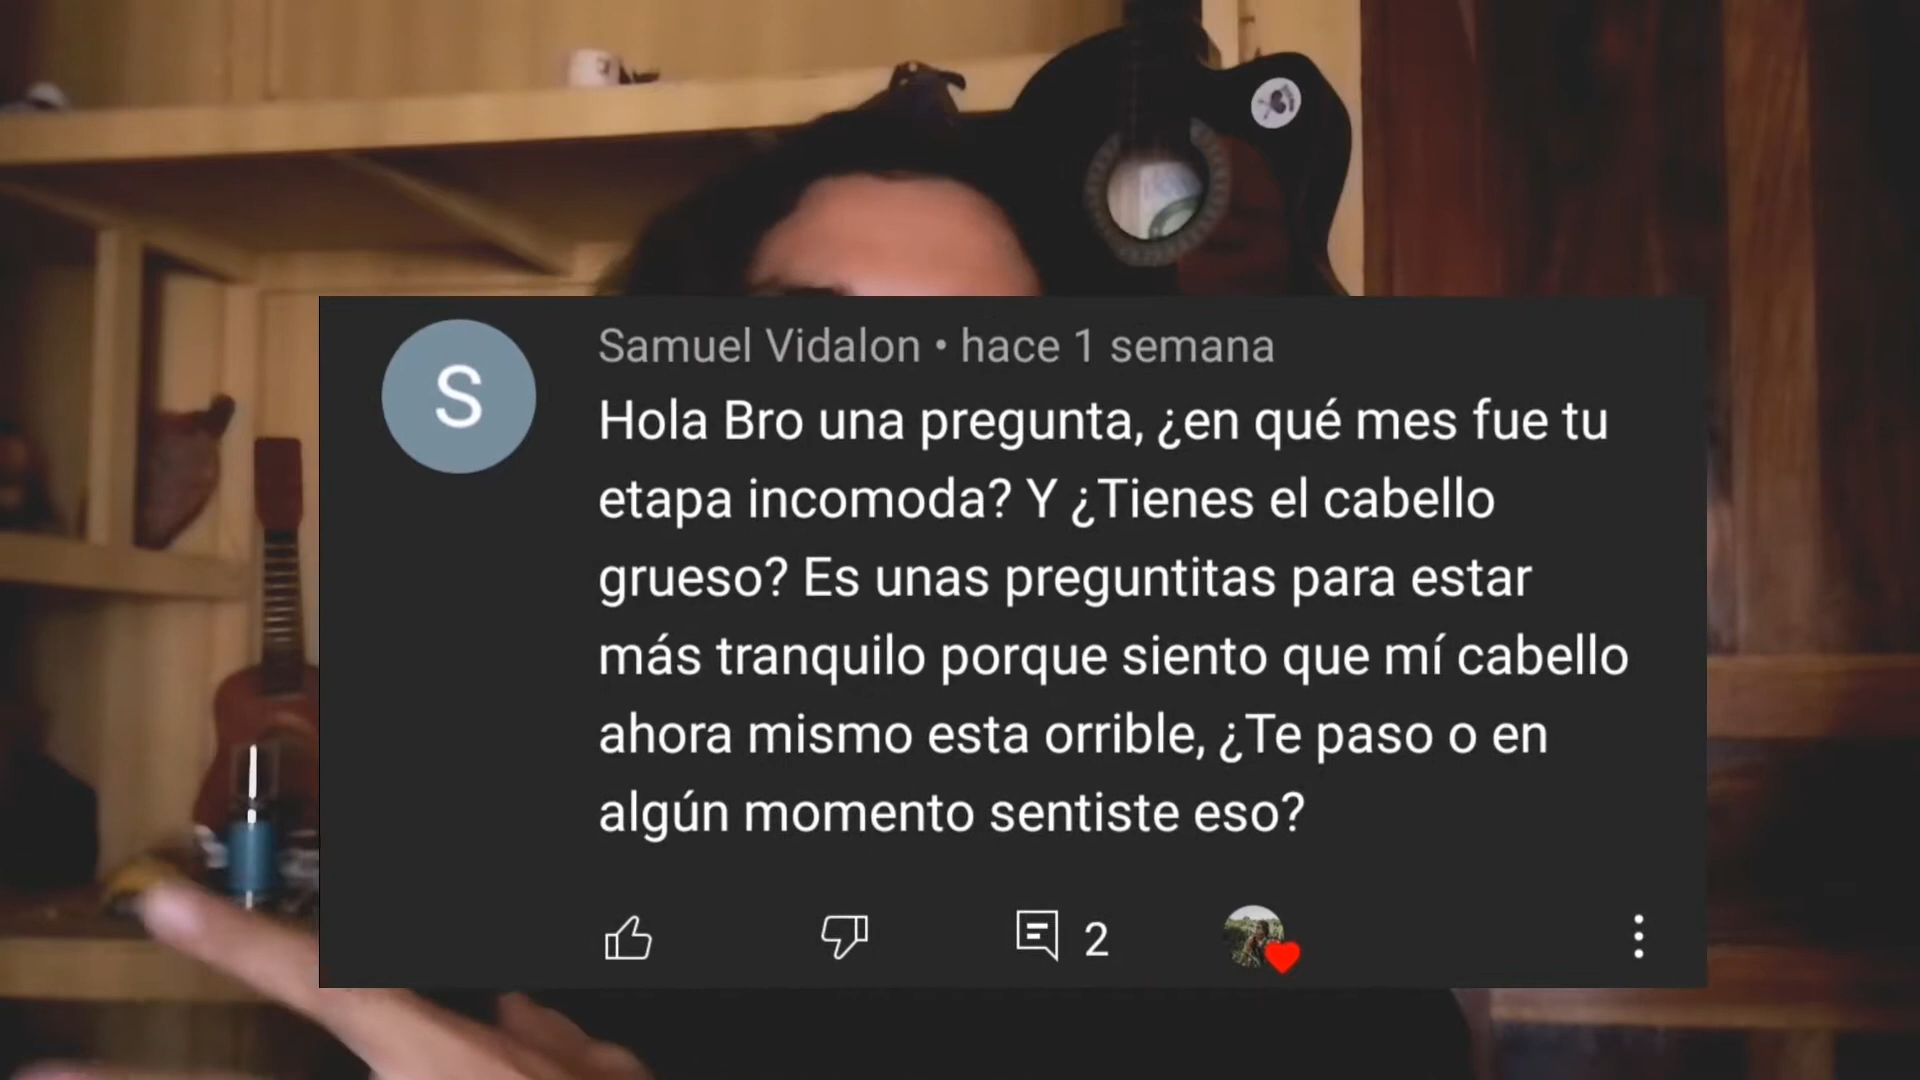 S
Samuel Vidalon • hace 1 semana
Hola Bro una pregunta, ¿en qué mes fue tu
etapa incomoda? Y ¿Tienes el cabello
grueso? Es unas preguntitas para estar
más tranquilo porque siento que mí cabello
ahora mismo esta orrible, ¿Te paso o en
algún momento sentiste eso?
2